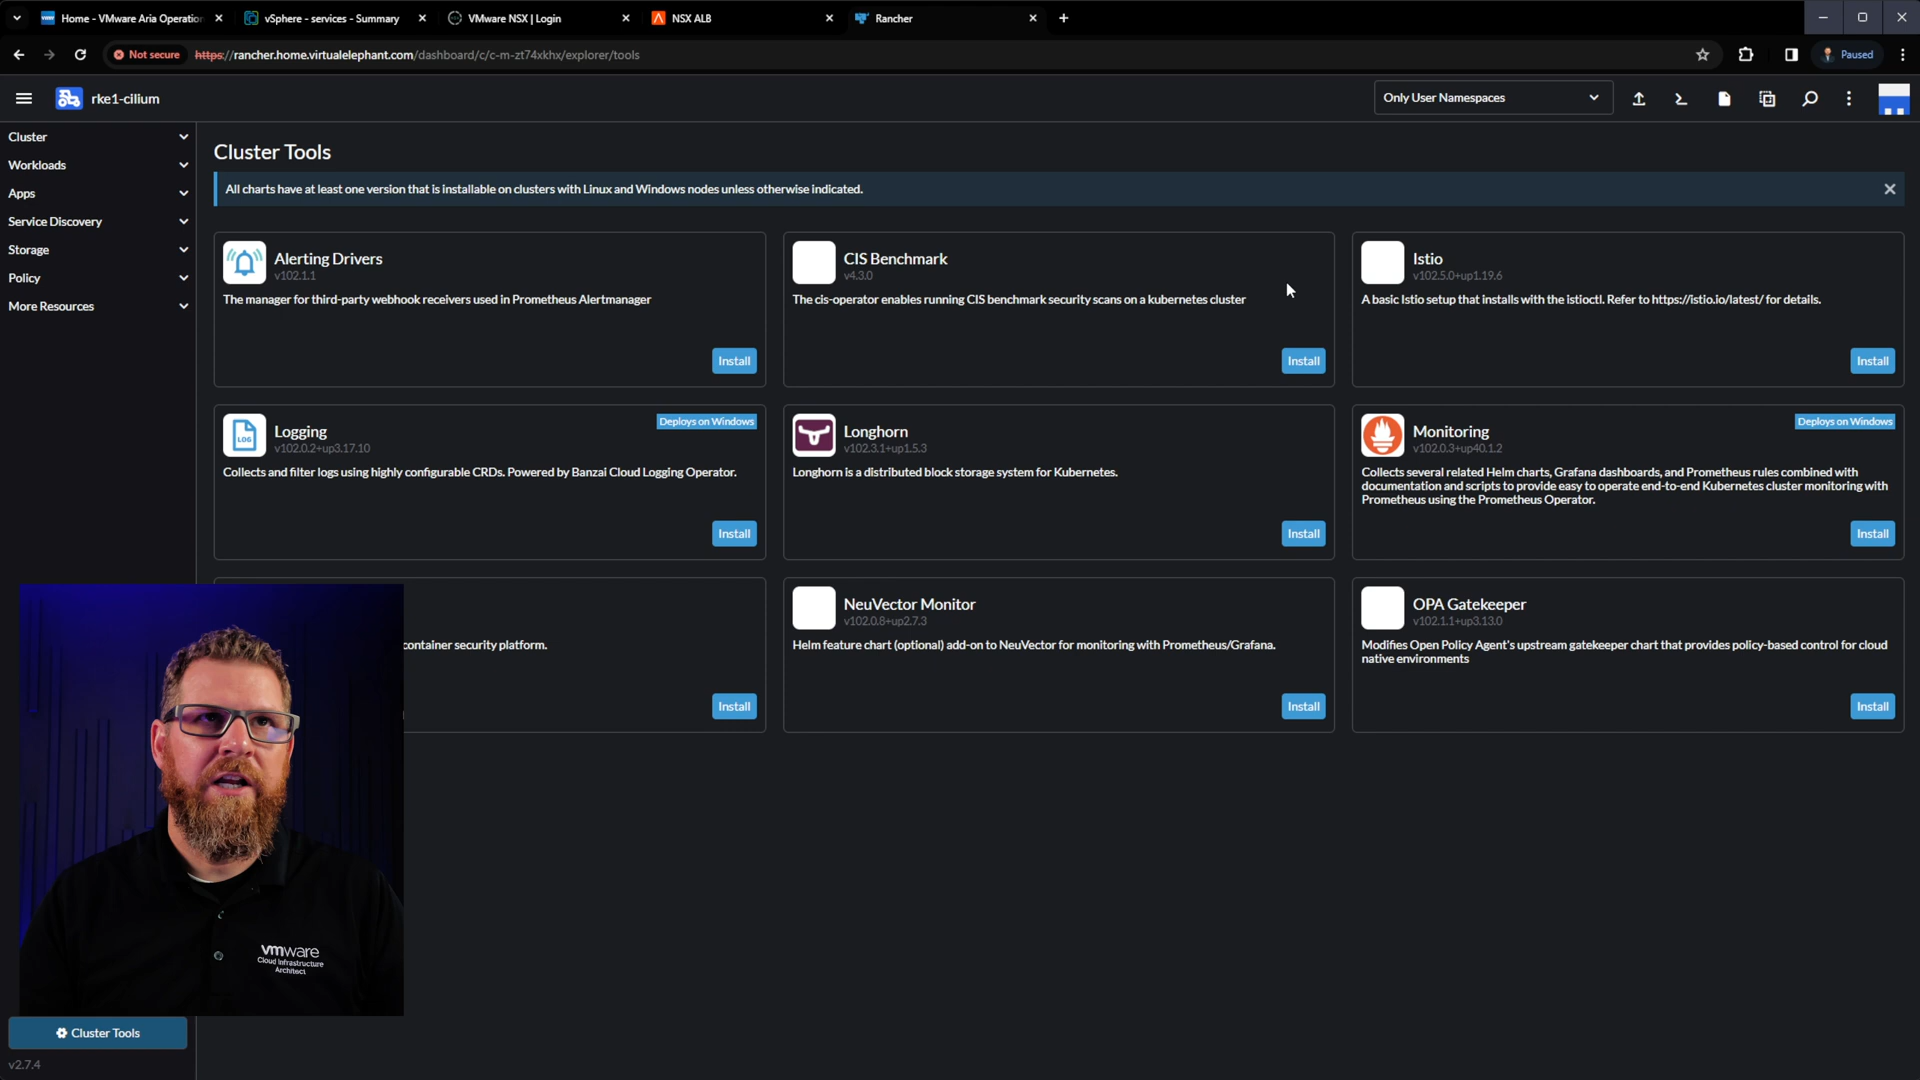 Home - VMware Aria Operation
vSphere - services - Summary
VMware NSX | Login
NSX ALB
Rancher
Not secure
https://rancher.home.virtualelephant.com/dashboard/c/c-m-zt74xkhx/explorer/tools
Paused
rke1-cilium
Only User Namespaces
Cluster
Workloads
Apps
Service Discovery
Storage
Policy
More Resources
Cluster Tools
All charts have at least one version that is installable on clusters with Linux and Windows nodes unless otherwise indicated.
Alerting Drivers
v102.1.1
The manager for third-party webhook receivers used in Prometheus Alertmanager
Install
CIS Benchmark
v4.3.0
The cis-operator enables running CIS benchmark security scans on a kubernetes cluster
Install
Istio
v102.5.0+up1.19.6
A basic Istio setup that installs with the istioctl. Refer to https://istio.io/latest/ for details.
Install
LOG
Logging
v102.0.2+up3.17.10
Deploys on Windows
Collects and filter logs using highly configurable CRDs. Powered by Banzai Cloud Logging Operator.
Install
Longhorn
v102.3.1+up1.5.3
Longhorn is a distributed block storage system for Kubernetes.
Install
Monitoring
v102.0.3+up40.1.2
Deploys on Windows
Collects several related Helm charts, Grafana dashboards, and Prometheus rules combined with
documentation and scripts to provide easy to operate end-to-end Kubernetes cluster monitoring with
Prometheus using the Prometheus Operator.
Install
container security platform.
Install
NeuVector Monitor
v102.0.8+up2.7.3
Helm feature chart (optional) add-on to NeuVector for monitoring with Prometheus/Grafana.
Install
OPA Gatekeeper
v102.1.1+up3.13.0
Modifies Open Policy Agent's upstream gatekeeper chart that provides policy-based control for cloud
native environments
Install
vmware
Cloud Infrastructure
Architect
Cluster Tools
v2.7.4